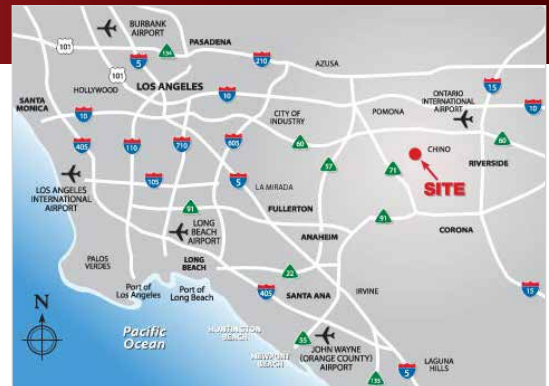 BURBANK
AIRPORT
101
5
134
PASADENA
210
AZUSA
15
101
HOLLYWOOD
LOS ANGELES
10
SANTA
MONICA
10
CITY OF
INDUSTRY
POMONA
ONTARIO
INTERNATIONAL
AIRPORT
10
405
110
710
605
60
57
71
CHINO
60
RIVERSIDE
SITE
LOS ANGELES
INTERNATIONAL
AIRPORT
105
5
LA MIRADA
91
FULLERTON
91
LONG
BEACH
AIRPORT
ANAHEIM
CORONA
PALOS
VERDES
LONG
BEACH
22
Port of
Los Angeles
Port of
Long Beach
405
SANTA ANA
IRVINE
15
N
Pacific
Ocean
HUNTINGTON
BEACH
NEWPORT
BEACH
55
JOHN WAYNE
(ORANGE COUNTY)
AIRPORT
LAGUNA
HILLS
5